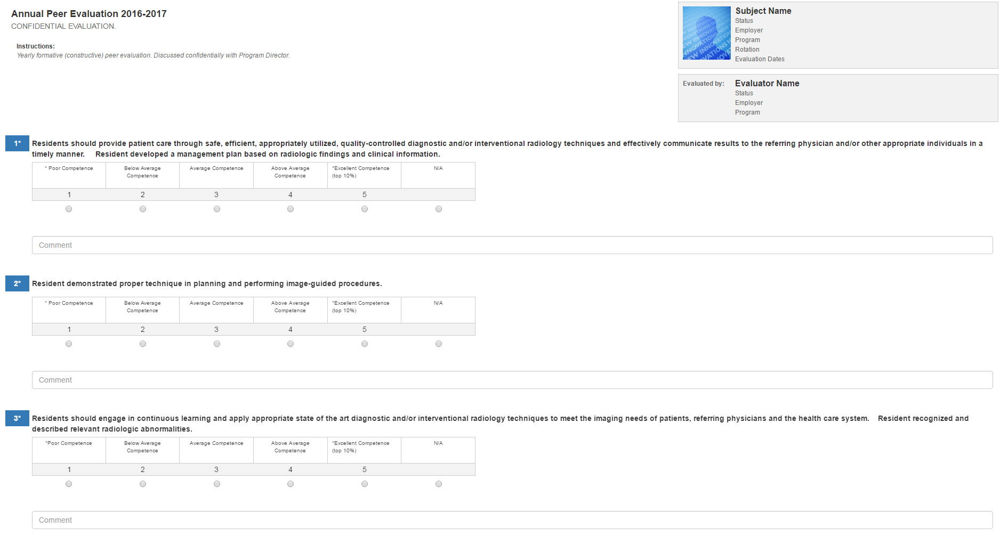 Annual Peer Evaluation 2016-2017
CONFIDENTIAL EVALUATION.
Instructions:
Yearly formative (constructive) peer evaluation. Discussed confidentially with Program Director.
Subject Name
Status
Employer
Program
Rotation
Evaluation Dates
Evaluated by: Evaluator Name
Status
Employer
Program
1* Residents should provide patient care through safe, efficient, appropriately utilized, quality-controlled diagnostic and/or interventional radiology techniques and effectively communicate results to the referring physician and/or other appropriate individuals in a
timely manner. Resident developed a management plan based on radiologic findings and clinical information.
* Poor Competence Below Average Average Competence Above Average *Excellent Competence N/A
Competence Competence (top 10%)
1 2 3 4 5
Comment
2* Resident demonstrated proper technique in planning and performing image-guided procedures.
* Poor Competence Below Average Average Competence Above Average *Excellent Competence N/A
Competence Competence (top 10%)
1 2 3 4 5
Comment
3* Residents should engage in continuous learning and apply appropriate state of the art diagnostic and/or interventional radiology techniques to meet the imaging needs of patients, referring physicians and the health care system. Resident recognized and
described relevant radiologic abnormalities.
*Poor Competence Below Average Average Competence Above Average *Excellent Competence N/A
Competence Competence (top 10%)
1 2 3 4 5
Comment